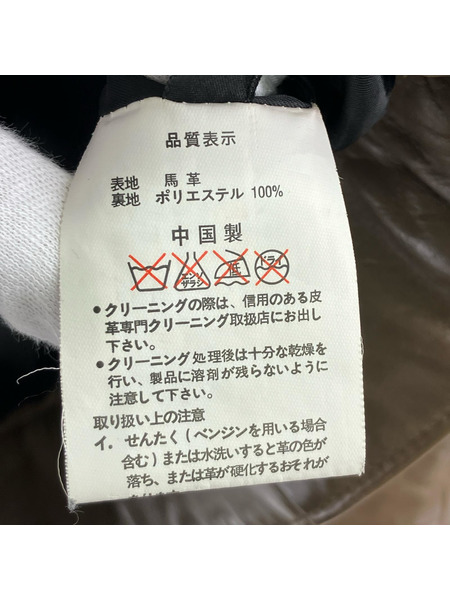 品質表示
表地 馬革
裏地 ポリエステル 100%
中国製
エンソ
サラシ
低
ドライ
●クリーニングの際は、信用のある皮
革専門クリーニング取扱店にお出し
下さい。
●クリーニング処理後は十分な乾燥を
行い、製品に溶剤が残らないように
注意して下さい。
取り扱い上の注意
イ. せんたく(ベンジンを用いる場合
含む)または水洗いすると革の色が
落ち、または革が硬化するおそれが